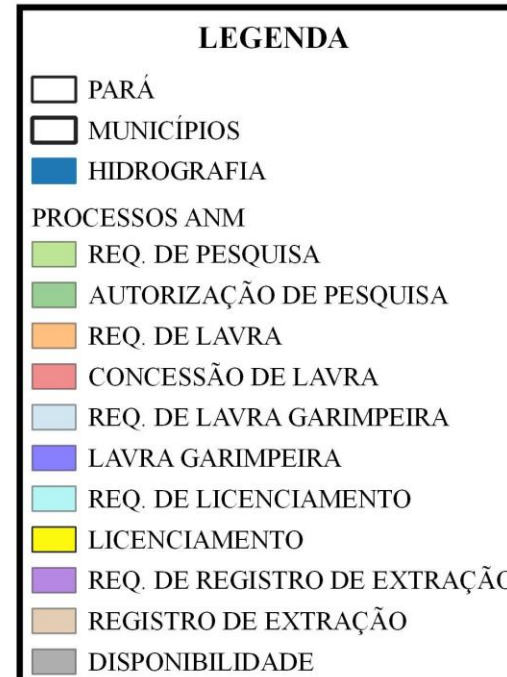 LEGENDA
PARÁ
MUNICÍPIOS
HIDROGRAFIA
PROCESSOS ANM
REQ. DE PESQUISA
AUTORIZAÇÃO DE PESQUISA
REQ. DE LAVRA
CONCESSÃO DE LAVRA
REQ. DE LAVRA GARIMPEIRA
LAVRA GARIMPEIRA
REQ. DE LICENCIAMENTO
LICENCIAMENTO
REQ. DE REGISTRO DE EXTRAÇÃO
REGISTRO DE EXTRAÇÃO
DISPONIBILIDADE